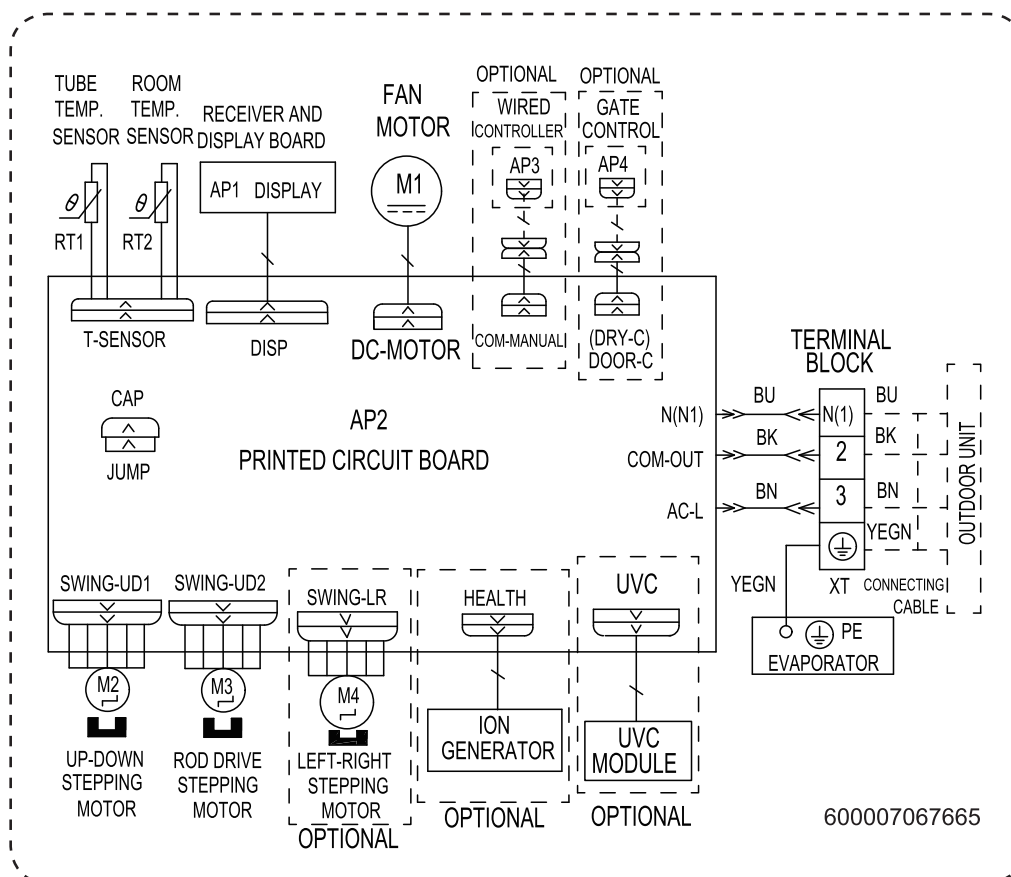 TUBE
TEMP.
SENSOR
ROOM
TEMP.
SENSOR
RECEIVER AND
DISPLAY BOARD
FAN
MOTOR
OPTIONAL
WIRED
CONTROLLER
OPTIONAL
GATE
CONTROL
AP1 DISPLAY
M1
AP3
AP4
θ
RT1
θ
RT2
T-SENSOR
DISP
DC-MOTOR
COM-MANUAL
(DRY-C)
DOOR-C
TERMINAL
BLOCK
CAP
JUMP
AP2
PRINTED CIRCUIT BOARD
N(N1)
BU
N(1)
BU
COM-OUT
BK
2
BK
AC-L
BN
3
BN
YEGN
OUTDOOR UNIT
YEGN
XT
CONNECTING
CABLE
PE
EVAPORATOR
SWING-UD1
SWING-UD2
SWING-LR
HEALTH
UVC
M2
M3
M4
UP-DOWN
STEPPING
MOTOR
ROD DRIVE
STEPPING
MOTOR
LEFT-RIGHT
STEPPING
MOTOR
OPTIONAL
ION
GENERATOR
OPTIONAL
UVC
MODULE
OPTIONAL
600007067665